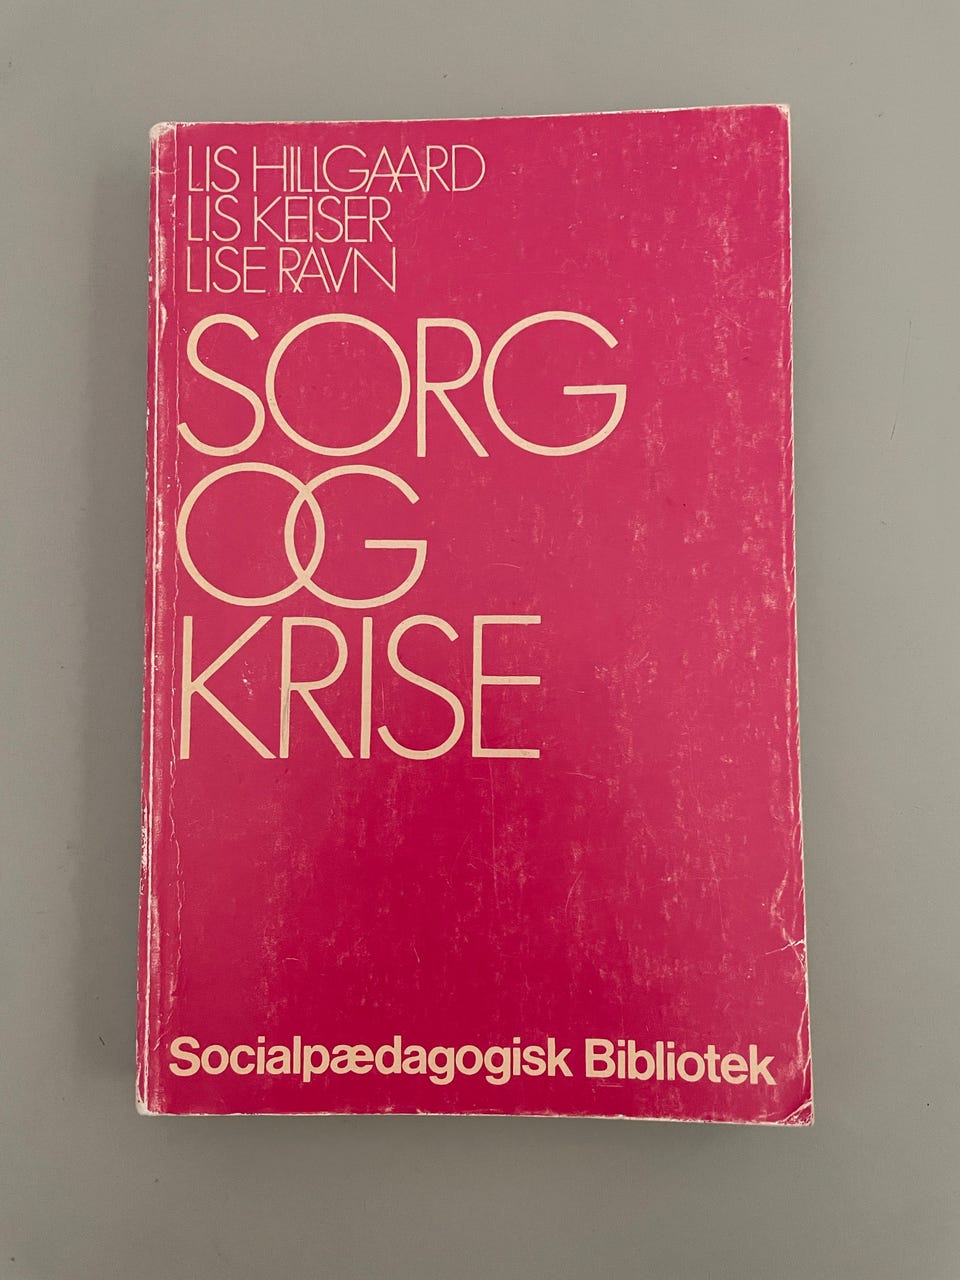 LIS HILLGAARD
LIS KEISER
LISE RAVN
SORG
OG
KRISE
Socialpædagogisk Bibliotek